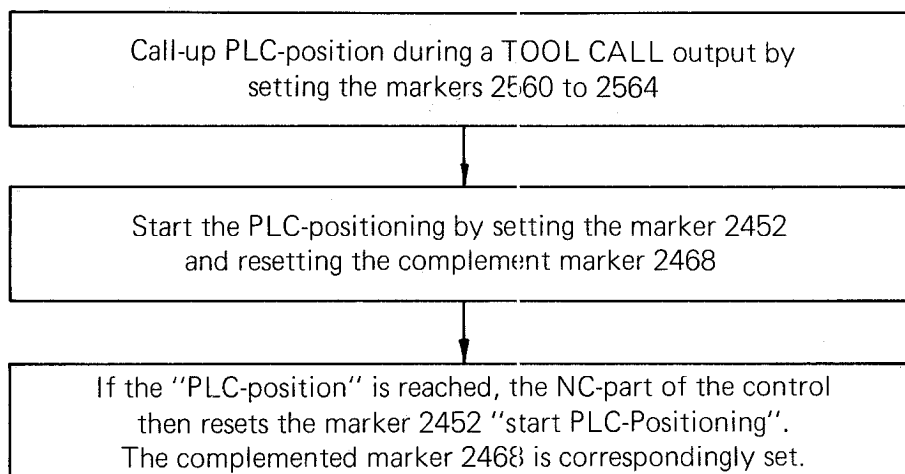 Call-up PLC-position during a TOOL CALL output by
setting the markers 2560 to 2564
Start the PLC-positioning by setting the marker 2452
and resetting the complement marker 2468
If the "PLC-position" is reached, the NC-part of the control
then resets the marker 2452 "start PLC-Positioning".
The complemented marker 2468 is correspondingly set.